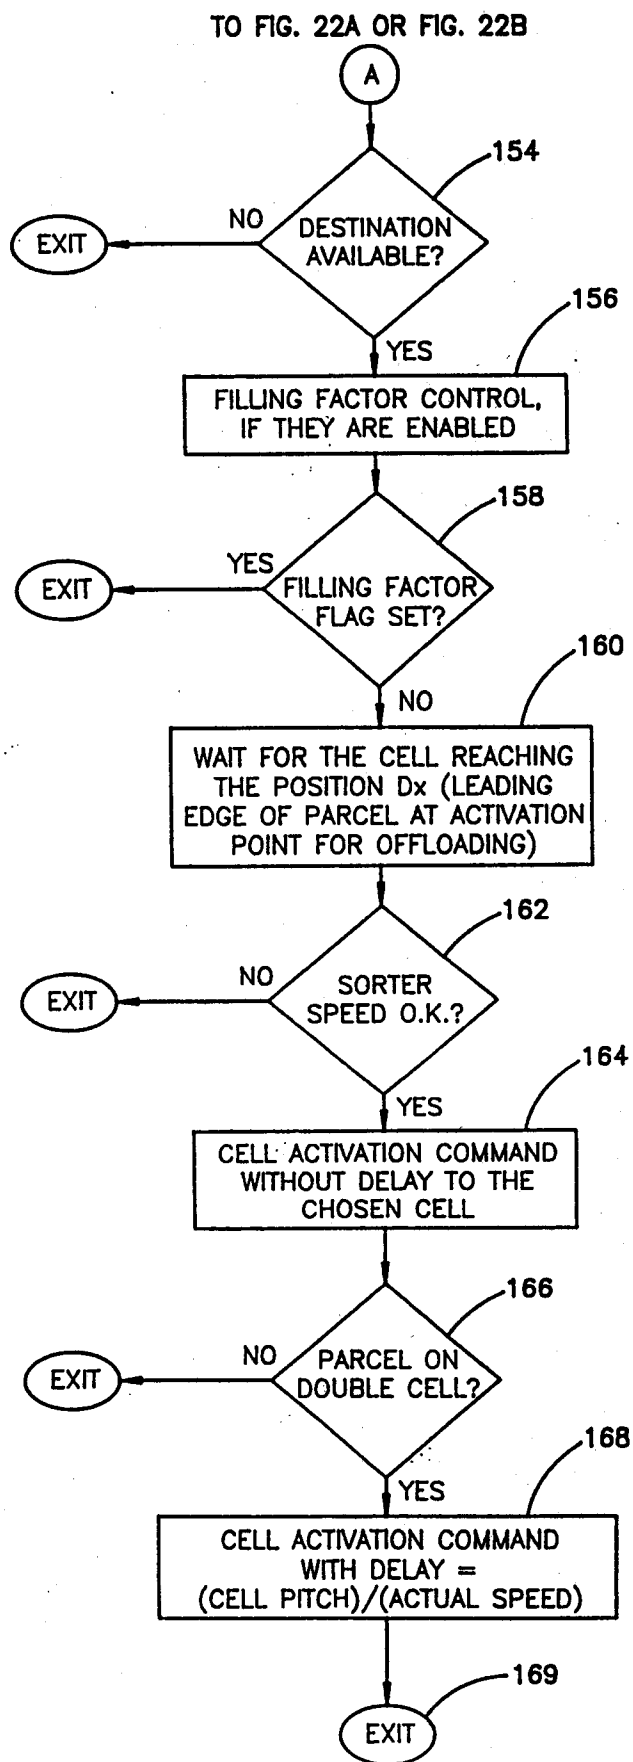 TO FIG. 22A OR FIG. 22B
A
154
NO
DESTINATION
AVAILABLE?
EXIT
YES
156
FILLING FACTOR CONTROL,
IF THEY ARE ENABLED
158
YES
EXIT
FILLING FACTOR
FLAG SET?
NO
160
WAIT FOR THE CELL REACHING
THE POSITION Dx (LEADING
EDGE OF PARCEL AT ACTIVATION
POINT FOR OFFLOADING)
162
NO
EXIT
SORTER
SPEED O.K.?
YES
164
CELL ACTIVATION COMMAND
WITHOUT DELAY TO THE
CHOSEN CELL
166
NO
EXIT
PARCEL ON
DOUBLE CELL?
YES
168
CELL ACTIVATION COMMAND
WITH DELAY =
(CELL PITCH)/(ACTUAL SPEED)
169
EXIT